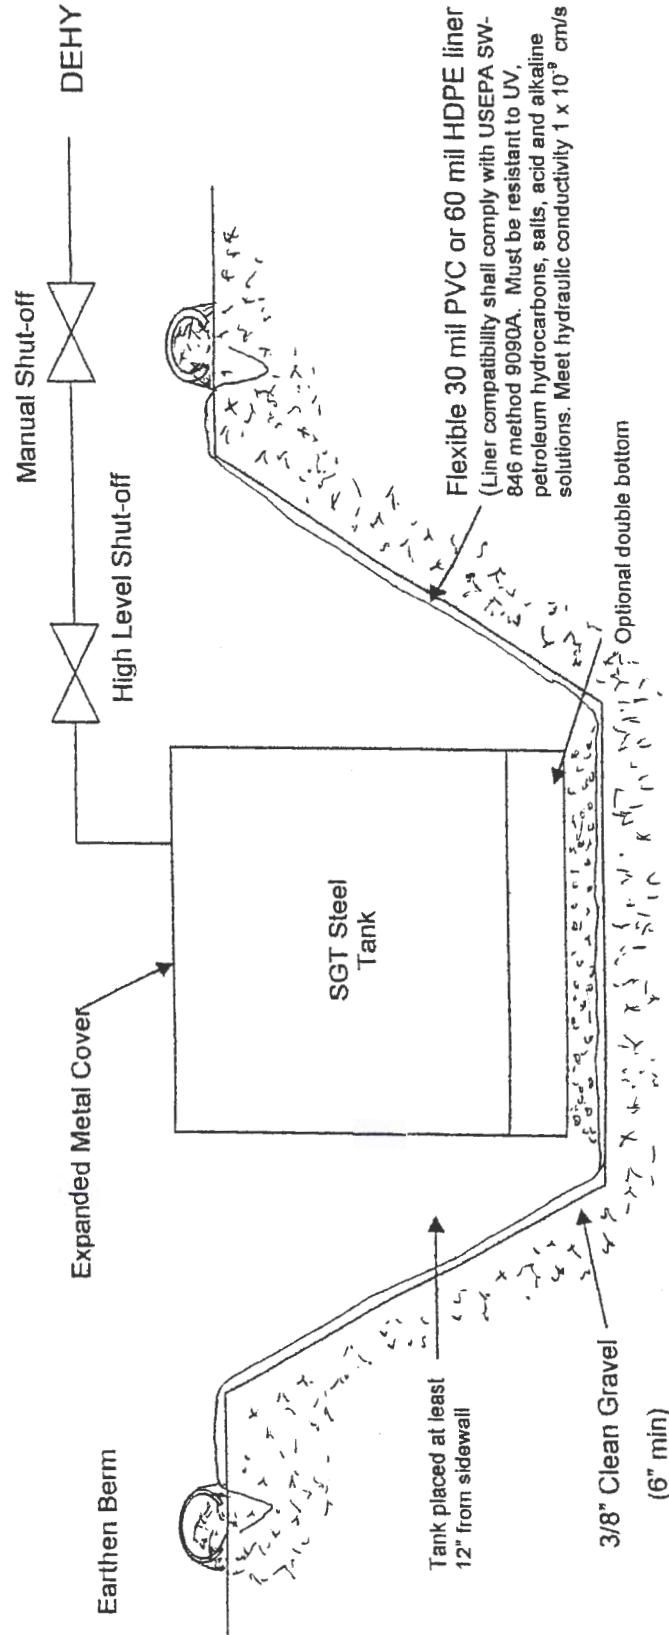 Manual Shut-off
DEHY
High Level Shut-off
Expanded Metal Cover
Earthen Berm
SGT Steel
Tank
Flexible 30 mil PVC or 60 mil HDPE liner
(Liner compatibility shall comply with USEPA SW-
846 method 9090A. Must be resistant to UV,
petroleum hydrocarbons, salts, acid and alkaline
solutions. Meet hydraulic conductivity 1 x 10⁻⁹ cm/s
Tank placed at least
12" from sidewall
Optional double bottom
3/8" Clean Gravel
(6" min)